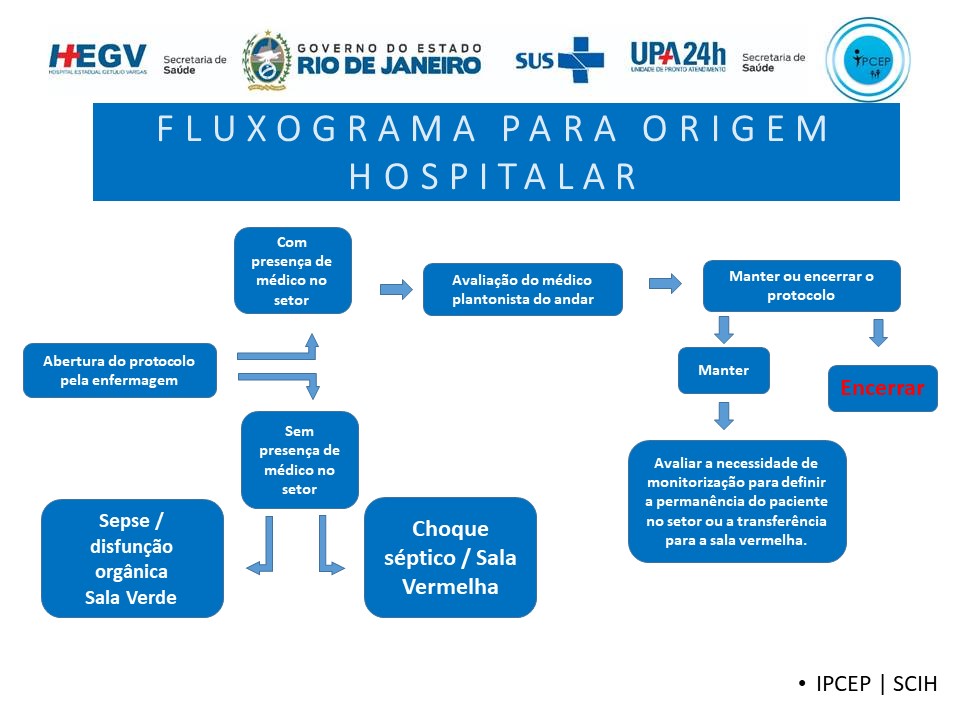 HEGV
HOSPITAL ESTADUAL GETÚLIO VARGAS
Secretaria de
Saúde
GOVERNO DO ESTADO
RIO DE JANEIRO
SUS
UPA24h
UNIDADE DE PRONTO ATENDIMENTO
Secretaria de
Saúde
IPCEP
FLUXOGRAMA PARA ORIGEM
HOSPITALAR
Com
presença de
médico no
setor
Avaliação do médico
plantonista do andar
Manter ou encerrar o
protocolo
Abertura do protocolo
pela enfermagem
Manter
Encerrar
Sem
presença de
médico no
setor
Avaliar a necessidade de
monitorização para definir
a permanência do paciente
no setor ou a transferência
para a sala vermelha.
Sepse /
disfunção
orgânica
Sala Verde
Choque
séptico / Sala
Vermelha
• IPCEP | SCIH